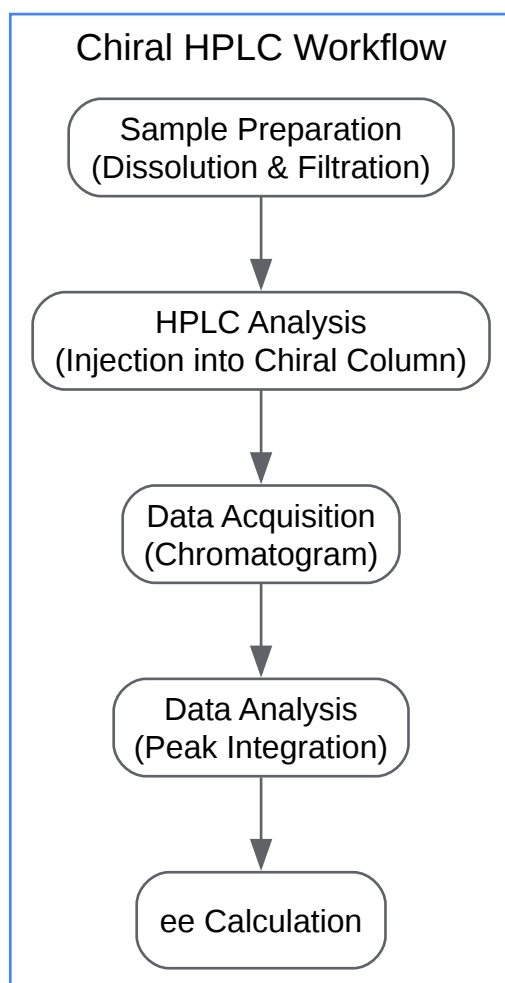 Chiral HPLC Workflow
Sample Preparation
(Dissolution & Filtration)
HPLC Analysis
(Injection into Chiral Column)
Data Acquisition
(Chromatogram)
Data Analysis
(Peak Integration)
ee Calculation